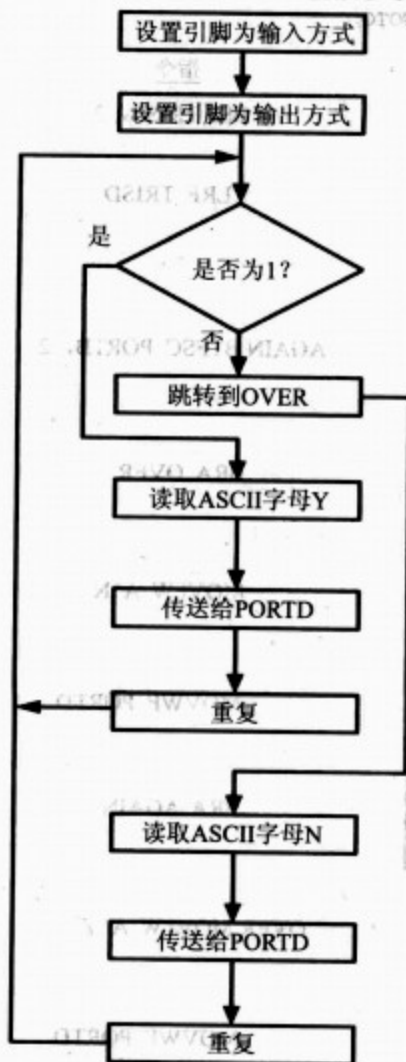 设置引脚为输入方式
设置引脚为输出方式
是
是否为1?
否
跳转到OVER
读取ASCII字母Y
传送给PORTD
重复
读取ASCII字母N
传送给PORTD
重复